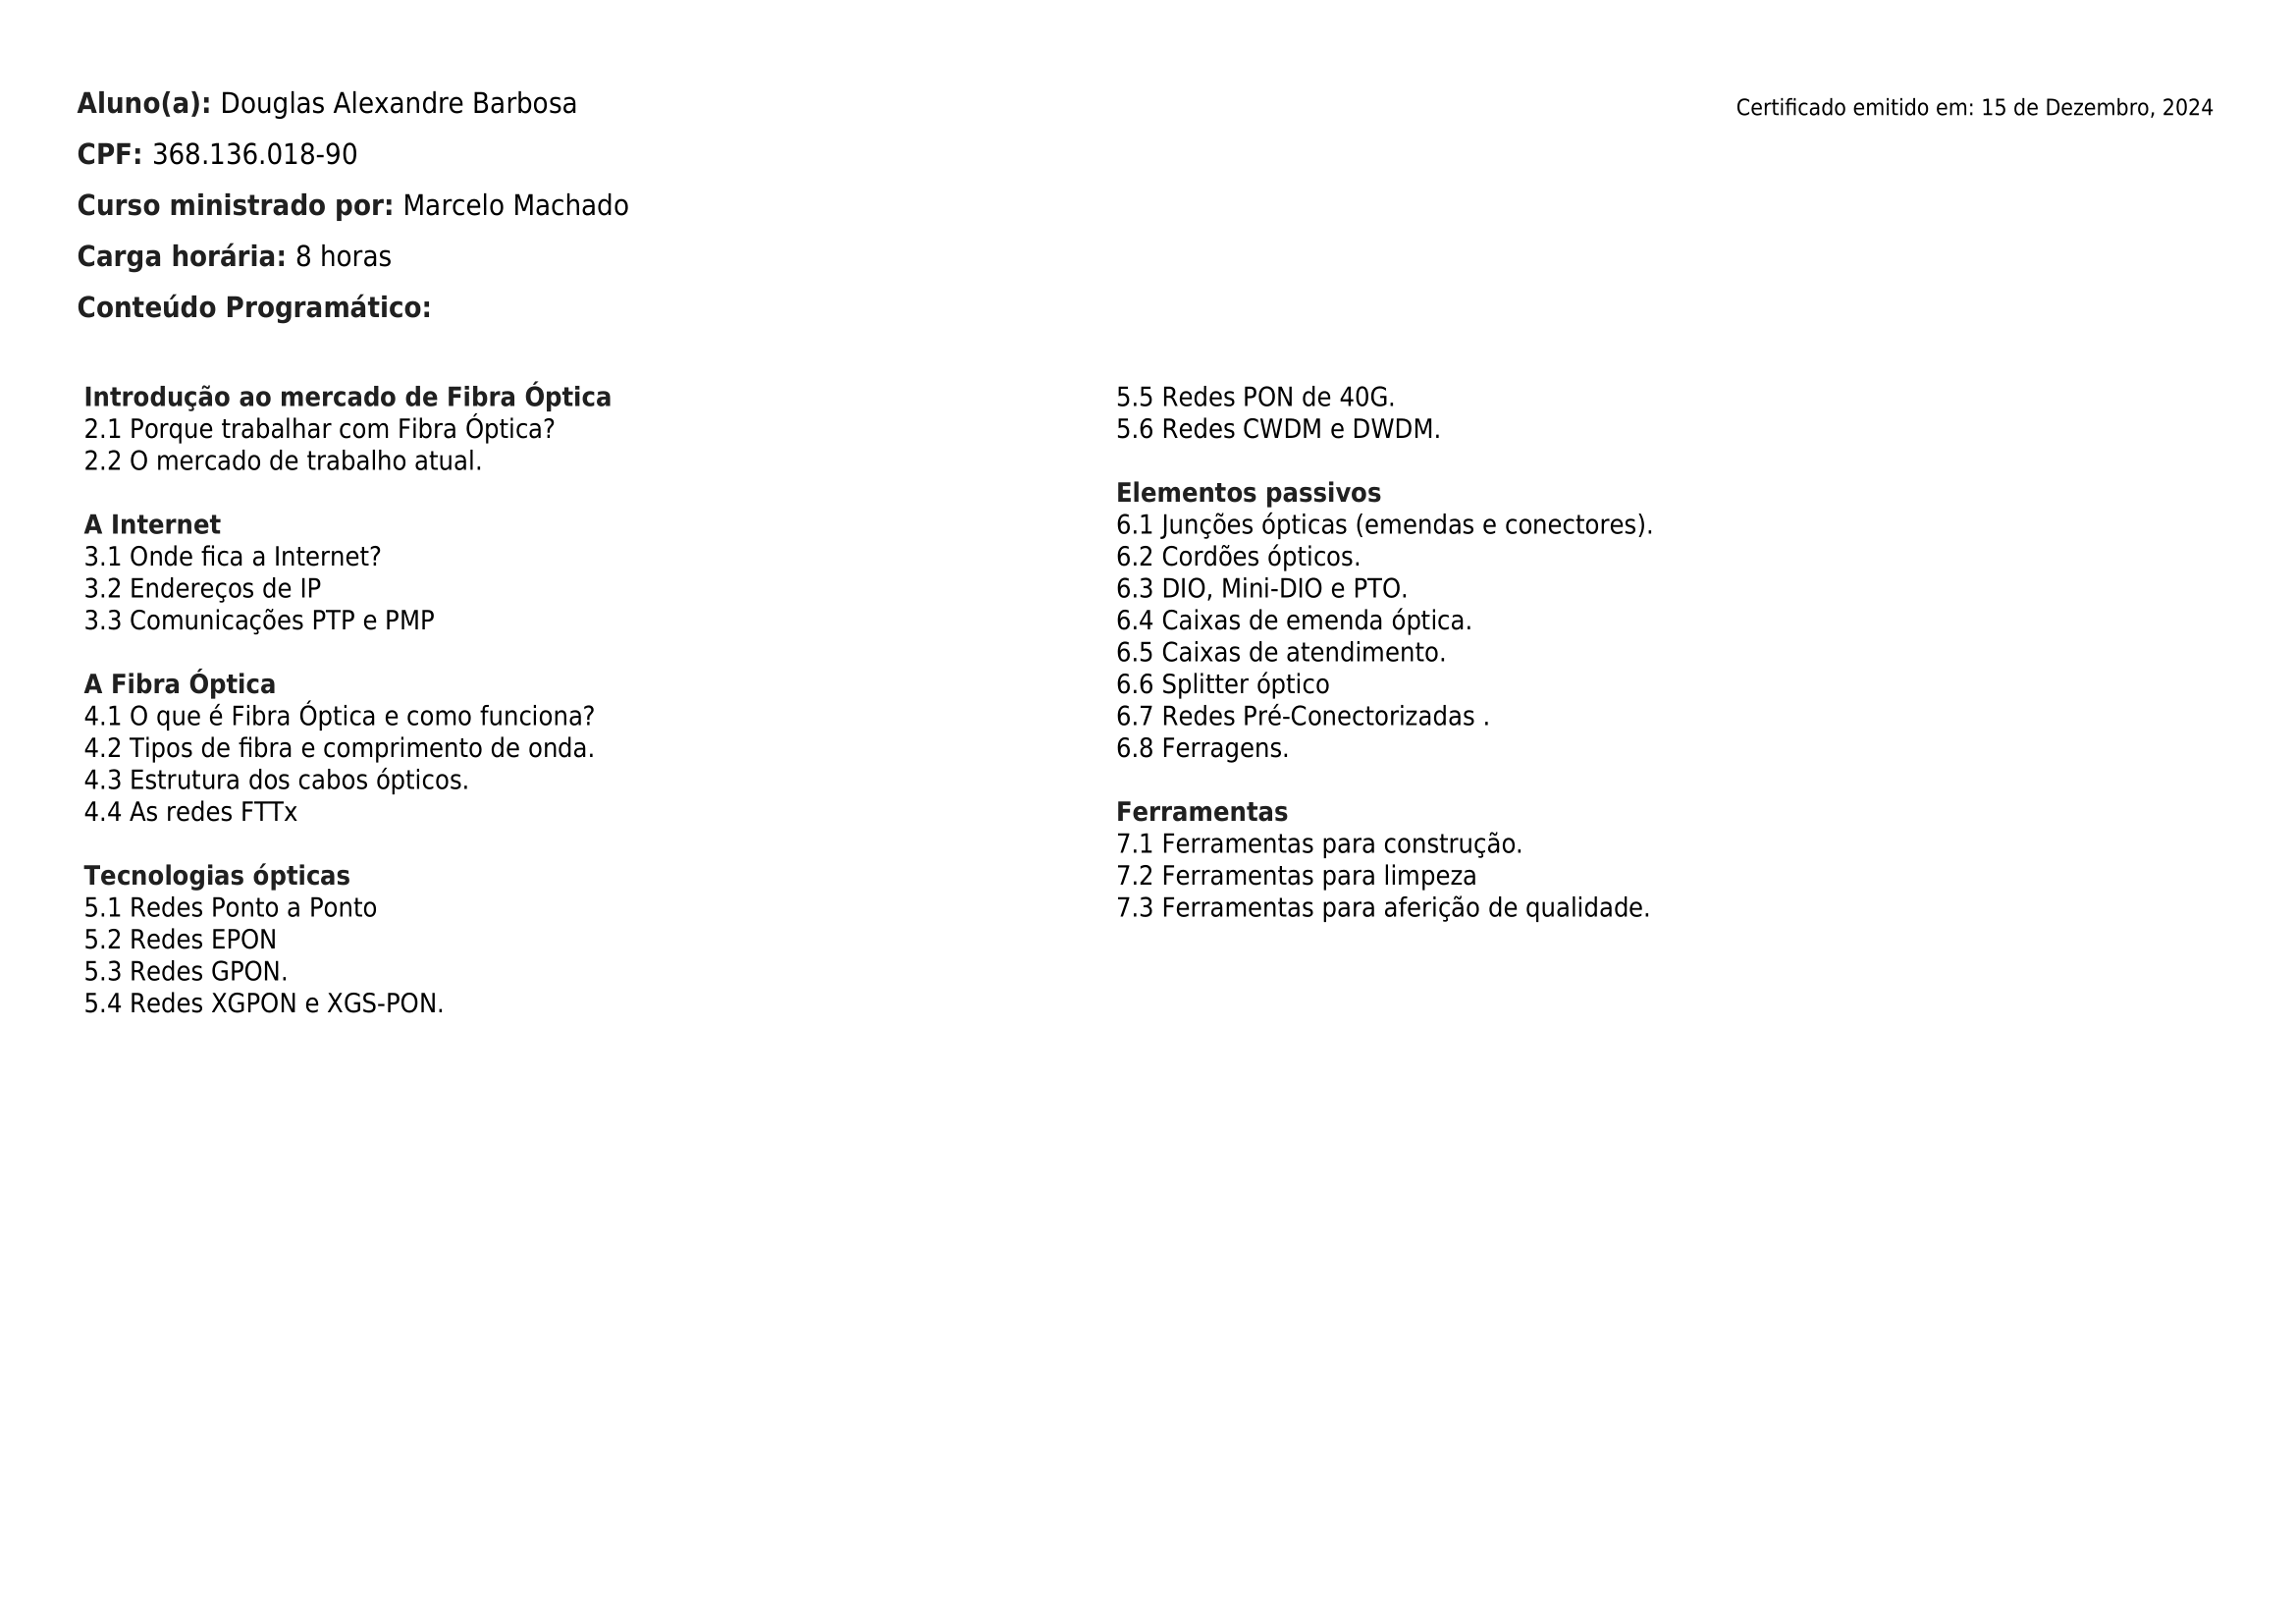 Aluno(a): Douglas Alexandre Barbosa
Certificado emitido em: 15 de Dezembro, 2024
CPF: 368.136.018-90
Curso ministrado por: Marcelo Machado
Carga horária: 8 horas
Conteúdo Programático:
Introdução ao mercado de Fibra Óptica
2.1 Porque trabalhar com Fibra Óptica?
2.2 O mercado de trabalho atual.
A Internet
3.1 Onde fica a Internet?
3.2 Endereços de IP
3.3 Comunicações PTP e PMP
A Fibra Óptica
4.1 O que é Fibra Óptica e como funciona?
4.2 Tipos de fibra e comprimento de onda.
4.3 Estrutura dos cabos ópticos.
4.4 As redes FTTx
Tecnologias ópticas
5.1 Redes Ponto a Ponto
5.2 Redes EPON
5.3 Redes GPON.
5.4 Redes XGPON e XGS-PON.
5.5 Redes PON de 40G.
5.6 Redes CWDM e DWDM.
Elementos passivos
6.1 Junções ópticas (emendas e conectores).
6.2 Cordões ópticos.
6.3 DIO, Mini-DIO e PTO.
6.4 Caixas de emenda óptica.
6.5 Caixas de atendimento.
6.6 Splitter óptico
6.7 Redes Pré-Conectorizadas .
6.8 Ferragens.
Ferramentas
7.1 Ferramentas para construção.
7.2 Ferramentas para limpeza
7.3 Ferramentas para aferição de qualidade.